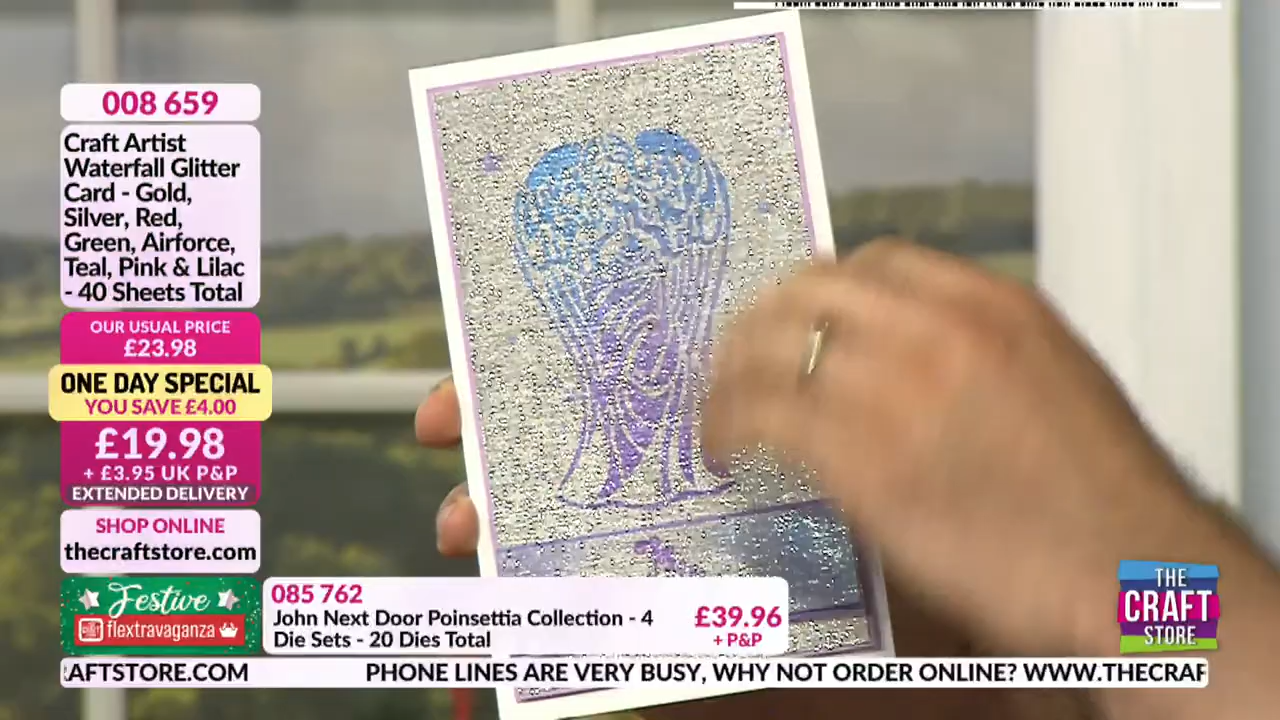 008 659
Craft Artist
Waterfall Glitter
Card - Gold,
Silver, Red,
Green, Airforce,
Teal, Pink & Lilac
- 40 Sheets Total
OUR USUAL PRICE
£23.98
ONE DAY SPECIAL
YOU SAVE £4.00
£19.98
+ £3.95 UK P&P
EXTENDED DELIVERY
SHOP ONLINE
thecraftstore.com
Festive
flextravaganza
085 762
John Next Door Poinsettia Collection - 4
Die Sets - 20 Dies Total
£39.96
+ P&P
THE
CRAFT
STORE
AFTSTORE.COM PHONE LINES ARE VERY BUSY, WHY NOT ORDER ONLINE? WWW.THECRAF